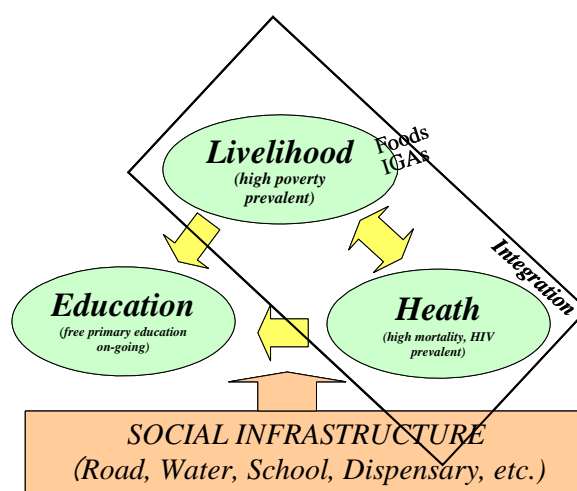 Foods
IGAs
Livelihood
(high poverty
prevalent)
Integration
Education
(free primary education
on-going)
Heath
(high mortality, HIV
prevalent)
SOCIAL INFRASTRUCTURE
(Road, Water, School, Dispensary, etc.)